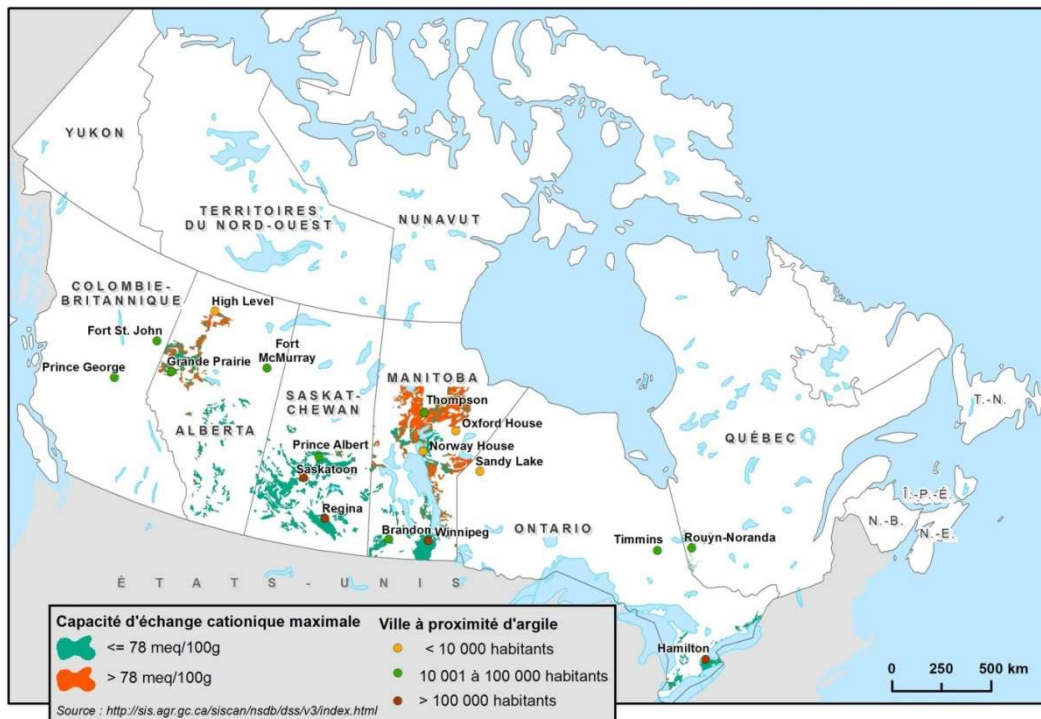 YUKON
TERRITOIRES
DU NORD-OUEST
NUNAVUT
COLOMBIE-
BRITANNIQUE
High Level
Fort St. John
Fort
McMurray
Grande Prairie
Prince George
MANITOBA
Thompson
SASKAT-
CHEWAN
Oxford House
T.-N.
ALBERTA
Prince Albert
Norway House
QUÉBEC
Saskatoon
Sandy Lake
Î.-P.-É.
Regina
N.-B.
N.-E.
Brandon
Winnipeg
ONTARIO
Timmins
Rouyn-Noranda
ÉTATS-UNIS
Hamilton
Capacité d'échange cationique maximale
<= 78 meq/100g
> 78 meq/100g
Source : http://sis.agr.gc.ca/siscan/nsdb/dss/v3/index.html
Ville à proximité d'argile
< 10 000 habitants
10 001 à 100 000 habitants
> 100 000 habitants
0 250 500 km